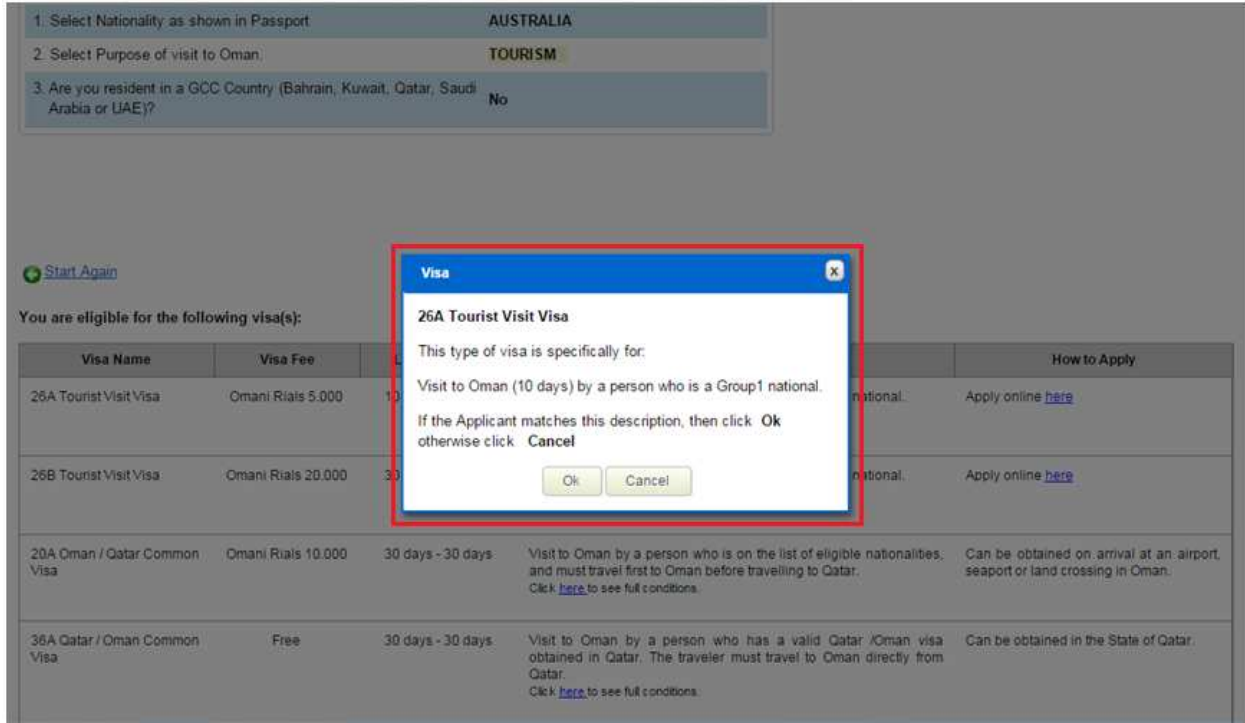 1. Select Nationality as shown in Passport AUSTRALIA
2. Select Purpose of visit to Oman. TOURISM
3. Are you resident in a GCC Country (Bahrain, Kuwait, Qatar, Saudi
Arabia or UAE)? No
Start Again
You are eligible for the following visa(s):
Visa
x
26A Tourist Visit Visa
This type of visa is specifically for:
Visit to Oman (10 days) by a person who is a Group1 national.
If the Applicant matches this description, then click Ok
otherwise click Cancel
Ok Cancel
Visa Name Visa Fee How to Apply
26A Tourist Visit Visa Omani Rials 5.000 national. Apply online here
26B Tourist Visit Visa Omani Rials 20.000 national. Apply online here
20A Oman / Qatar Common
Visa
Omani Rials 10.000
30 days - 30 days
Visit to Oman by a person who is on the list of eligible nationalities,
and must travel first to Oman before travelling to Qatar.
Click here to see full conditions.
Can be obtained on arrival at an airport,
seaport or land crossing in Oman.
36A Qatar / Oman Common
Visa
Free
30 days - 30 days
Visit to Oman by a person who has a valid Qatar /Oman visa
obtained in Qatar. The traveler must travel to Oman directly from
Qatar.
Click here to see full conditions.
Can be obtained in the State of Qatar.